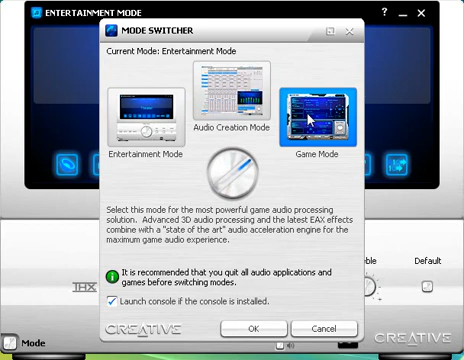 ENTERTAINMENT MODE
MODE SWITCHER
Current Mode: Entertainment Mode
Audio Creation Mode
Entertainment Mode
Game Mode
Select this mode for the most powerful game audio processing
solution. Advanced 3D audio processing and the latest EAX effects
combine with a "state of the art" audio acceleration engine for the
maximum game audio experience.
It is recommended that you quit all audio applications and
games before switching modes.
Launch console if the console is installed.
CREATIVE
OK
Cancel
Default
THX
Mode
CREATIVE